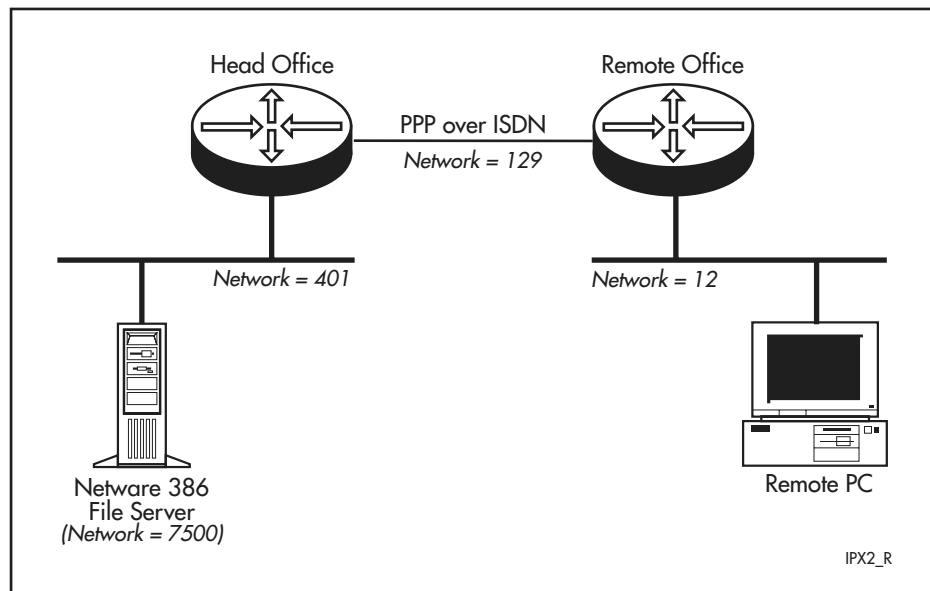 Head Office
Remote Office
PPP over ISDN
Network = 129
Network = 401
Network = 12
Netware 386
File Server
(Network = 7500)
Remote PC
IPX2_R